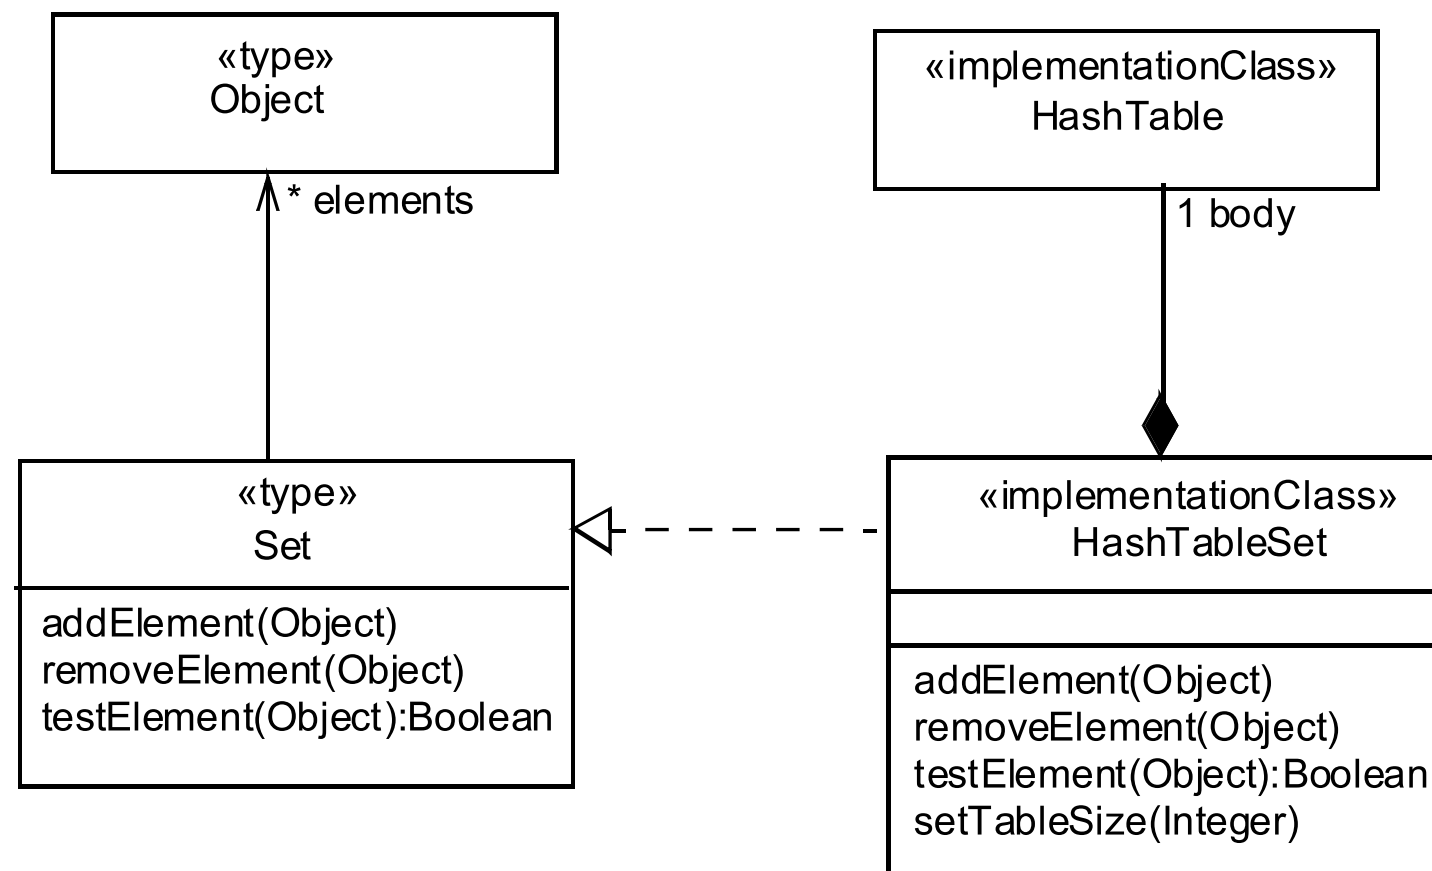 «type»
Object
* elements
«implementationClass»
HashTable
1 body
«type»
Set
addElement(Object)
removeElement(Object)
testElement(Object):Boolean
«implementationClass»
HashTableSet
addElement(Object)
removeElement(Object)
testElement(Object):Boolean
setTableSize(Integer)